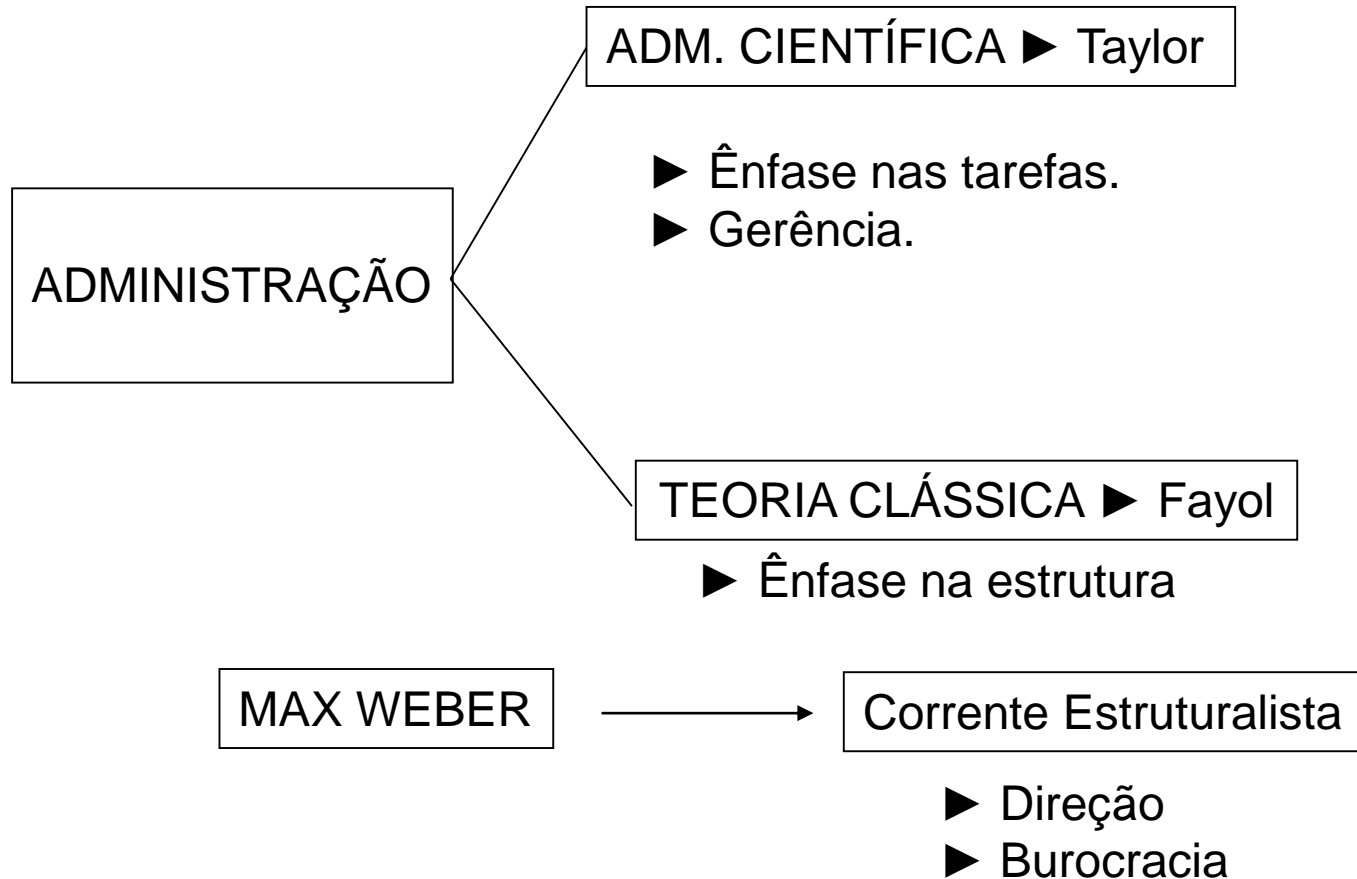 ADM. CIENTÍFICA ► Taylor
► Ênfase nas tarefas.
► Gerência.
ADMINISTRAÇÃO
TEORIA CLÁSSICA ► Fayol
► Ênfase na estrutura
MAX WEBER
Corrente Estruturalista
► Direção
► Burocracia